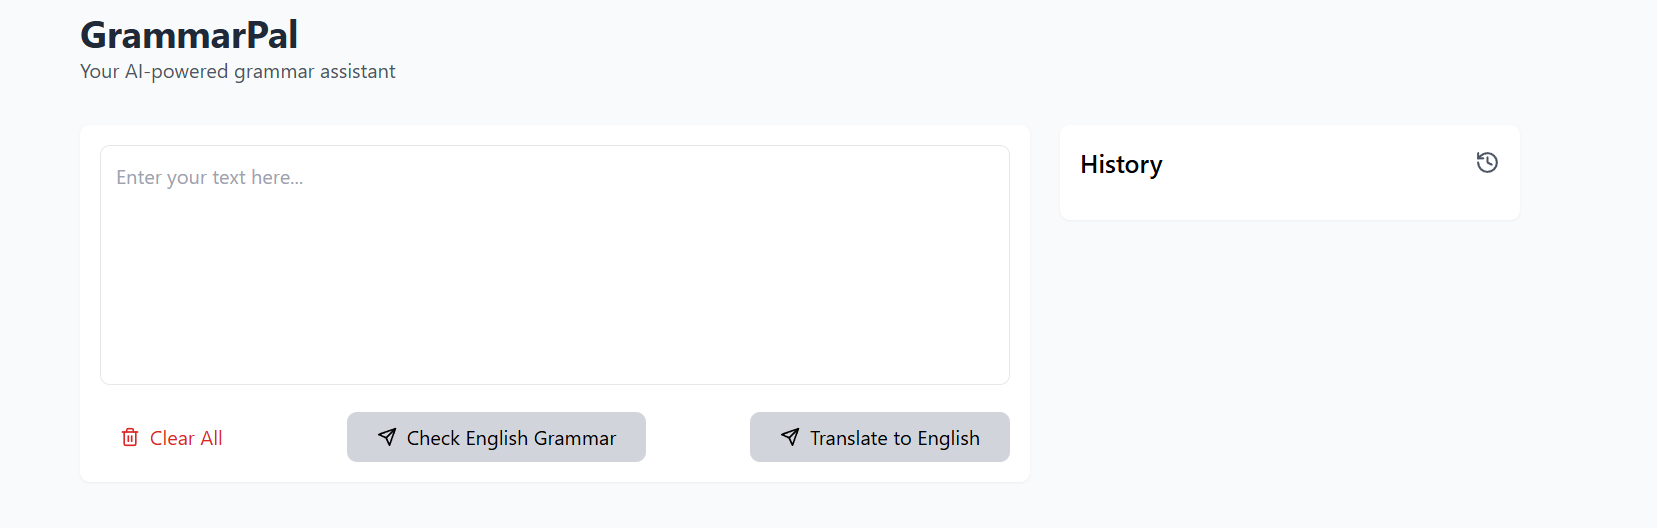 GrammarPal
Your AI-powered grammar assistant
Enter your text here...
Clear All
Check English Grammar
Translate to English
History